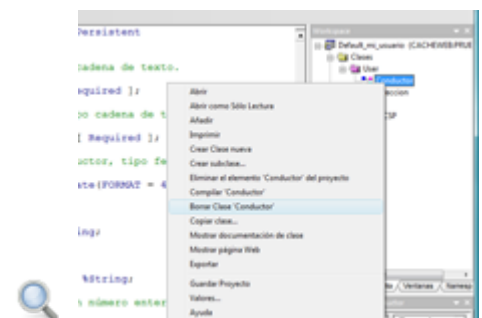 Persistent
Workspace
Default_mi_usuario (CACHEWEB:PRUE
cadena de texto.
Clases
User
equired ];
Conductor
eccion
po cadena de t
SP
[ Required ];
uctor, tipo fe
ate(FORMAT = 4
ing;
%String;
n número enter
Abrir
Abrir como Sólo Lectura
Añadir
Imprimir
Crear Clase nueva
Crear subclase...
Eliminar el elemento 'Conductor' del proyecto
Compilar 'Conductor'
Borrar Clase 'Conductor'
Copiar clase...
Mostrar documentación de clase
Mostrar página Web
Exportar
Guardar Proyecto
Valores...
Ayuda
Ventanas
Namesp